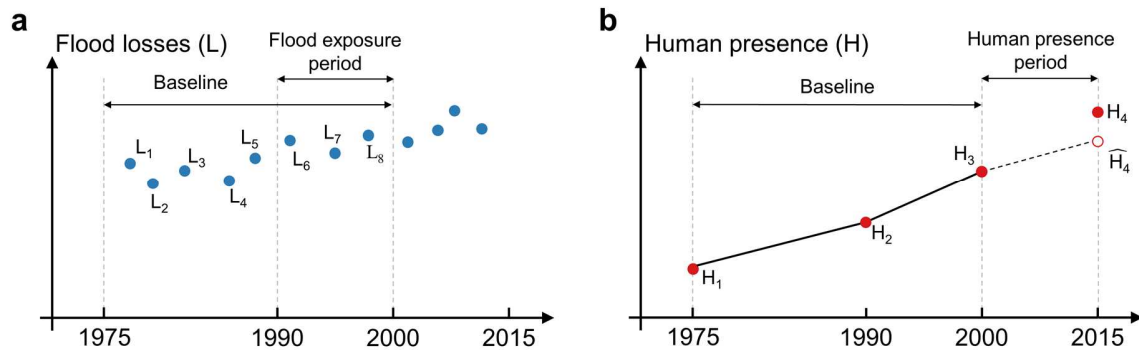 a
Flood losses (L)
Flood exposure
period
Baseline
L1
L2
L3
L4
L5
L6
L7
L8
1975
1990
2000
2015
b
Human presence (H)
Human presence
period
Baseline
H1
H2
H3
H4
Ĥ4
1975
1990
2000
2015